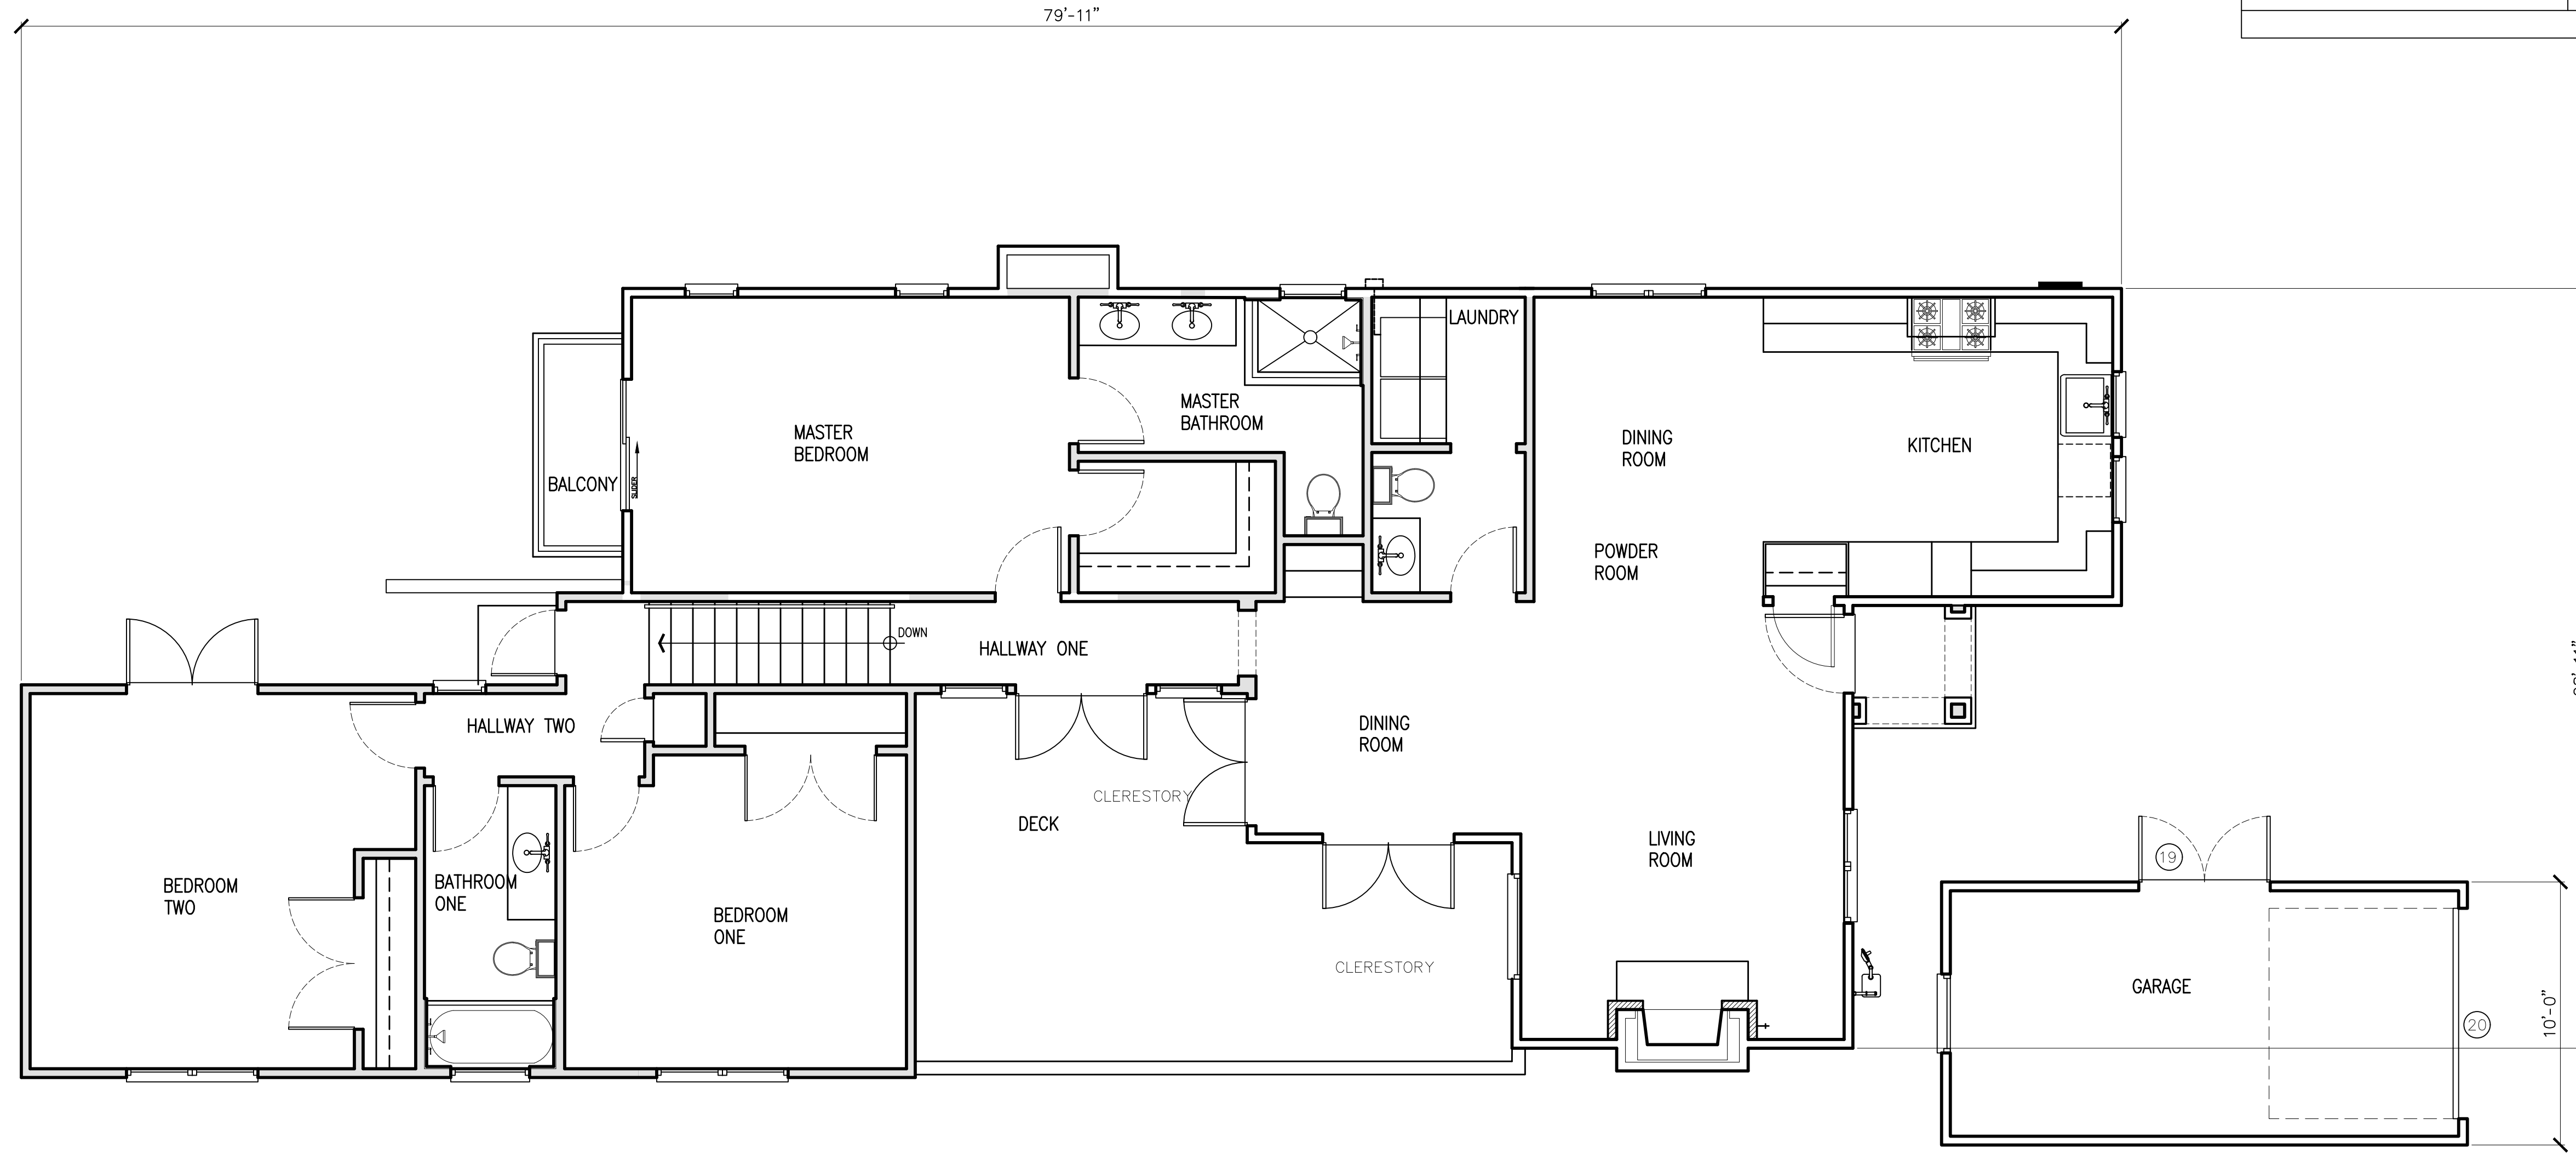 79'-11"
LAUNDRY
MASTER
BATHROOM
MASTER
BEDROOM
DINING
ROOM
KITCHEN
BALCONY
SLIDER
POWDER
ROOM
DOWN
HALLWAY ONE
HALLWAY TWO
DINING
ROOM
CLERESTORY
DECK
LIVING
ROOM
19
BEDROOM
TWO
BATHROOM
ONE
BEDROOM
ONE
CLERESTORY
GARAGE
20
10'-0"